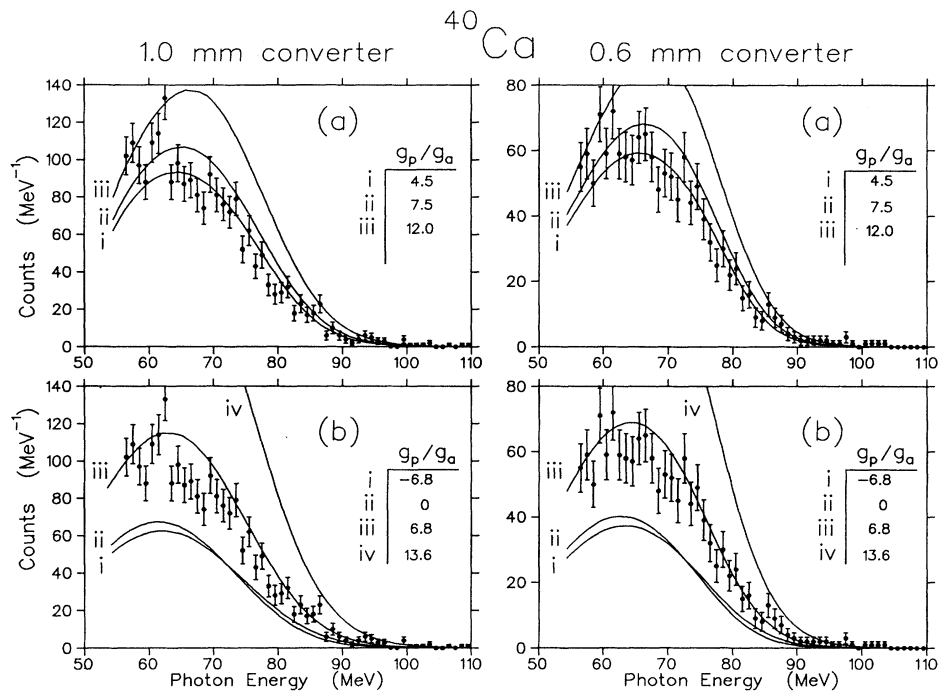 ⁴⁰Ca
1.0 mm converter
0.6 mm converter
140
120
100
80
60
40
20
0
Counts (MeV⁻¹)
iii
ii
i
(a)
gₚ/gₐ
i 4.5
ii 7.5
iii 12.0
50 60 70 80 90 100 110
80
60
40
20
0
iii
ii
i
(a)
gₚ/gₐ
i 4.5
ii 7.5
iii 12.0
50 60 70 80 90 100 110
140
120
100
80
60
40
20
0
Counts (MeV⁻¹)
iii
ii
i
iv
(b)
gₚ/gₐ
i −6.8
ii 0
iii 6.8
iv 13.6
50 60 70 80 90 100 110
Photon Energy (MeV)
80
60
40
20
0
iii
ii
i
iv
(b)
gₚ/gₐ
i −6.8
ii 0
iii 6.8
iv 13.6
50 60 70 80 90 100 110
Photon Energy (MeV)